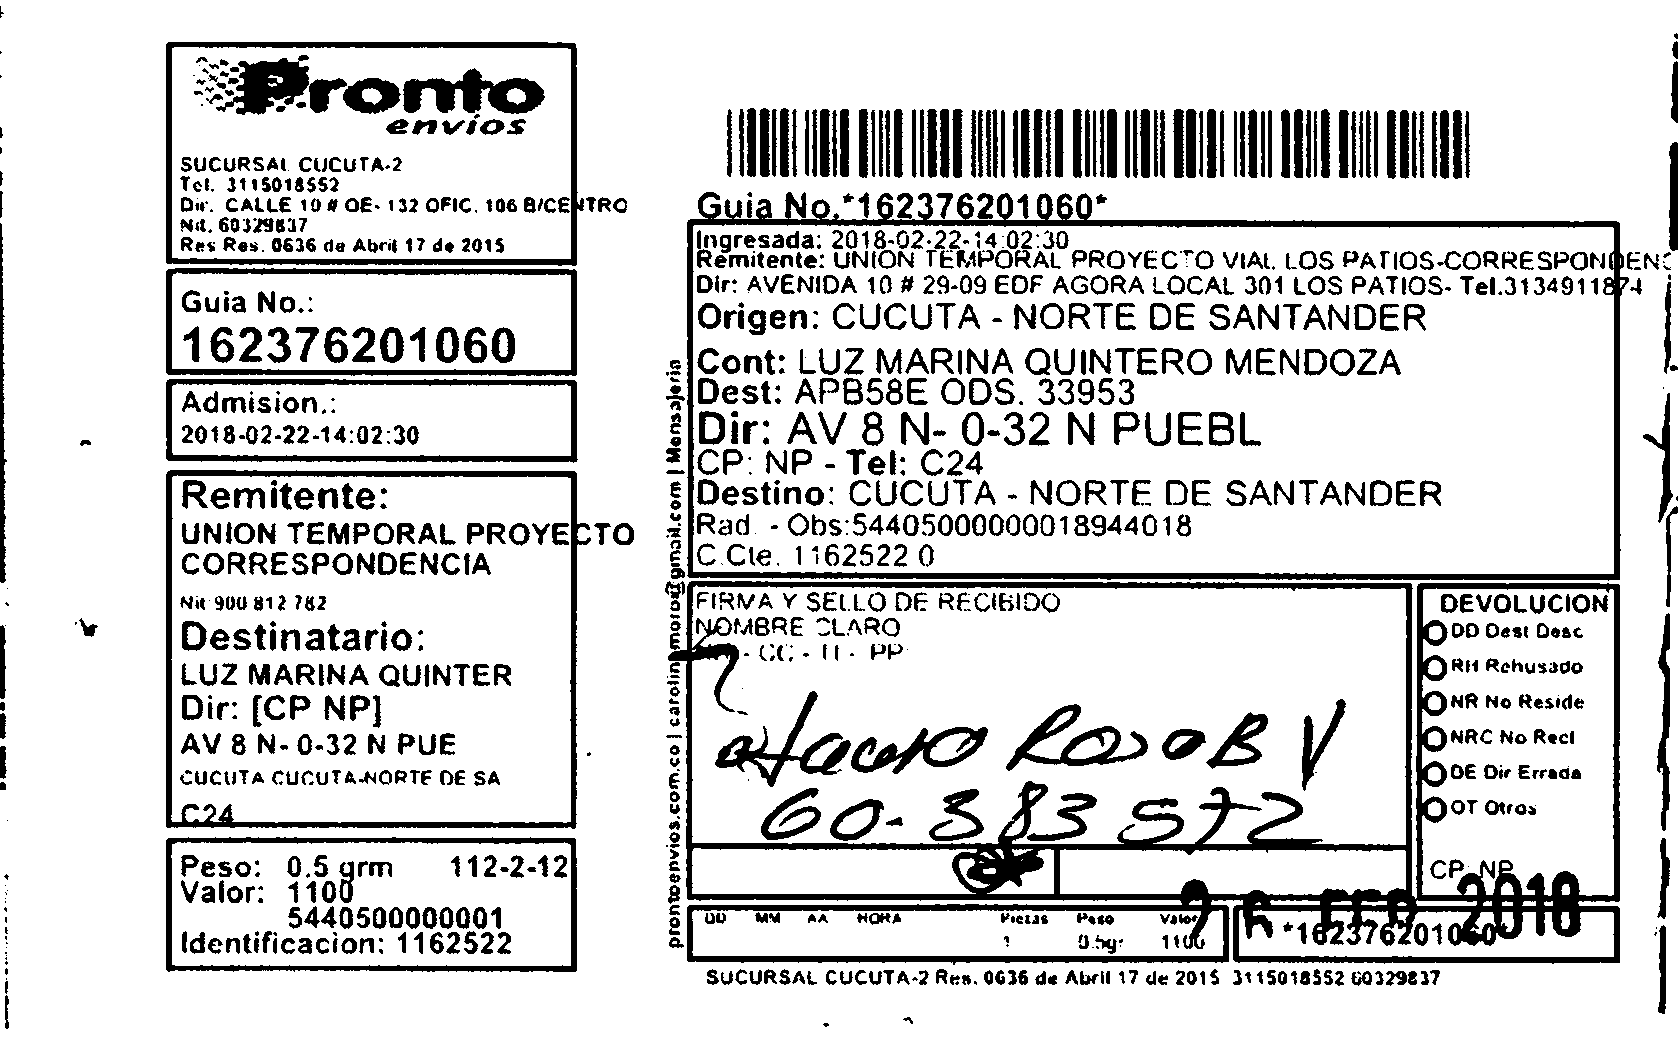 Pronto
envios
SUCURSAL CUCUTA-2
Tel. 3115018552
Dir. CALLE 10 # OE- 132 OFIC. 106 B/CENTRO
Nit. 60329837
Res Res. 0636 de Abril 17 de 2015
Guia No.:
162376201060
Admision.:
2018-02-22-14:02:30
Remitente:
UNION TEMPORAL PROYECTO
CORRESPONDENCIA
Nit 900 812 782
Destinatario:
LUZ MARINA QUINTER
Dir: [CP NP]
AV 8 N- 0-32 N PUE
CUCUTA CUCUTA-NORTE DE SA
C24
Peso: 0.5 grm 112-2-12
Valor: 1100
5440500000001
Identificacion: 1162522
prontoenvios.com.co | carolinamoros@gmail.com | Mensajeria
Guia No.*162376201060*
Ingresada: 2018-02-22-14:02:30
Remitente: UNION TEMPORAL PROYECTO VIAL LOS PATIOS-CORRESPONDENC
Dir: AVENIDA 10 # 29-09 EDF AGORA LOCAL 301 LOS PATIOS- Tel.3134911874
Origen: CUCUTA - NORTE DE SANTANDER
Cont: LUZ MARINA QUINTERO MENDOZA
Dest: APB58E ODS. 33953
Dir: AV 8 N- 0-32 N PUEBL
CP: NP - Tel: C24
Destino: CUCUTA - NORTE DE SANTANDER
Rad. - Obs:54405000000018944018
C.Cte. 1162522 0
FIRMA Y SELLO DE RECIBIDO
NOMBRE CLARO
- CC - TI - PP
Rosa B V
60-383 572
DEVOLUCION
DD Dest Desc
RH Rehusado
NR No Reside
NRC No Recl
DE Dir Errada
OT Otros
CP NP
DD MM AA HORA Piezas Peso Valor
1 0.5gr 1100
26 FEB 2018
*162376201060*
SUCURSAL CUCUTA-2 Res. 0636 de Abril 17 de 2015 3115018552 60329837